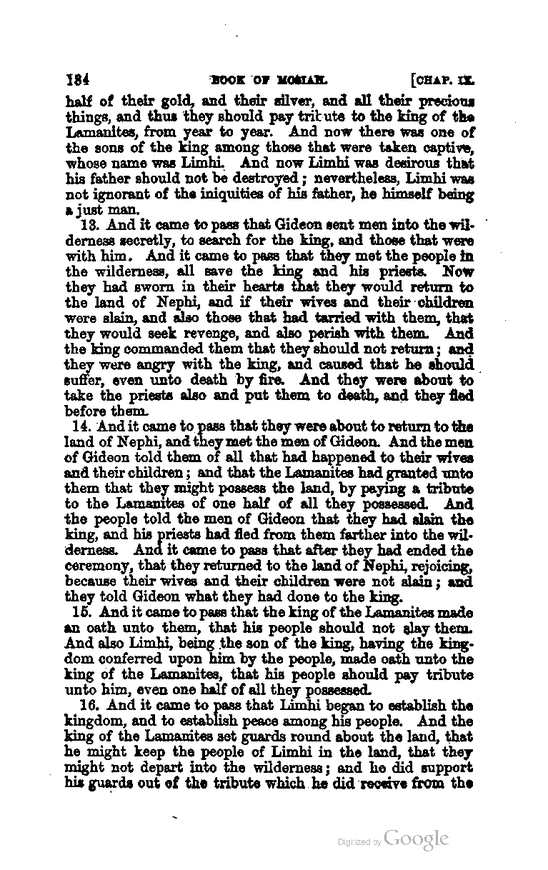 184 BOOK OF MOSIAH. [CHAP. IX.
half of their gold, and their silver, and all their precious
things, and thus they should pay tribute to the king of the
Lamanites, from year to year. And now there was one of
the sons of the king among those that were taken captive,
whose name was Limhi. And now Limhi was desirous that
his father should not be destroyed; nevertheless, Limhi was
not ignorant of the iniquities of his father, he himself being
a just man.
13. And it came to pass that Gideon sent men into the wil-
derness secretly, to search for the king, and those that were
with him. And it came to pass that they met the people in
the wilderness, all save the king and his priests. Now
they had sworn in their hearts that they would return to
the land of Nephi, and if their wives and their children
were slain, and also those that had tarried with them, that
they would seek revenge, and also perish with them. And
the king commanded them that they should not return; and
they were angry with the king, and caused that he should
suffer, even unto death by fire. And they were about to
take the priests also and put them to death, and they fled
before them.
14. And it came to pass that they were about to return to the
land of Nephi, and they met the men of Gideon. And the men
of Gideon told them of all that had happened to their wives
and their children; and that the Lamanites had granted unto
them that they might possess the land, by paying a tribute
to the Lamanites of one half of all they possessed. And
the people told the men of Gideon that they had slain the
king, and his priests had fled from them farther into the wil-
derness. And it came to pass that after they had ended the
ceremony, that they returned to the land of Nephi, rejoicing,
because their wives and their children were not slain; and
they told Gideon what they had done to the king.
15. And it came to pass that the king of the Lamanites made
an oath unto them, that his people should not slay them.
And also Limhi, being the son of the king, having the king-
dom conferred upon him by the people, made oath unto the
king of the Lamanites, that his people should pay tribute
unto him, even one half of all they possessed.
16. And it came to pass that Limhi began to establish the
kingdom, and to establish peace among his people. And the
king of the Lamanites set guards round about the land, that
he might keep the people of Limhi in the land, that they
might not depart into the wilderness; and he did support
his guards out of the tribute which he did receive from the
Digitized by Google